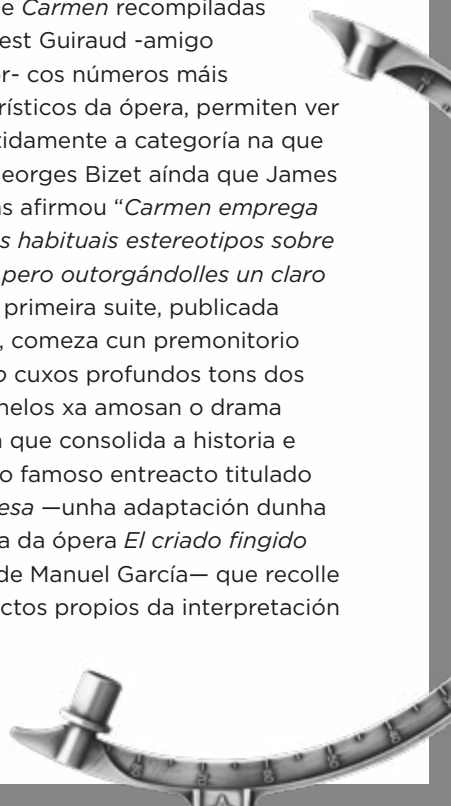 e Carmen recompiladas
est Guiraud -amigo
r- cos números máis
rísticos da ópera, permiten ver
tidamente a categoría na que
eorges Bizet aínda que James
s afirmou “Carmen emprega
s habituais estereotipos sobre
pero outorgándolles un claro
primeira suite, publicada
, comeza cun premonitorio
o cuxos profundos tons dos
nelos xa amosan o drama
que consolida a historia e
o famoso entreacto titulado
esa —unha adaptación dunha
a da ópera El criado fingido
de Manuel García— que recolle
ctos propios da interpretación